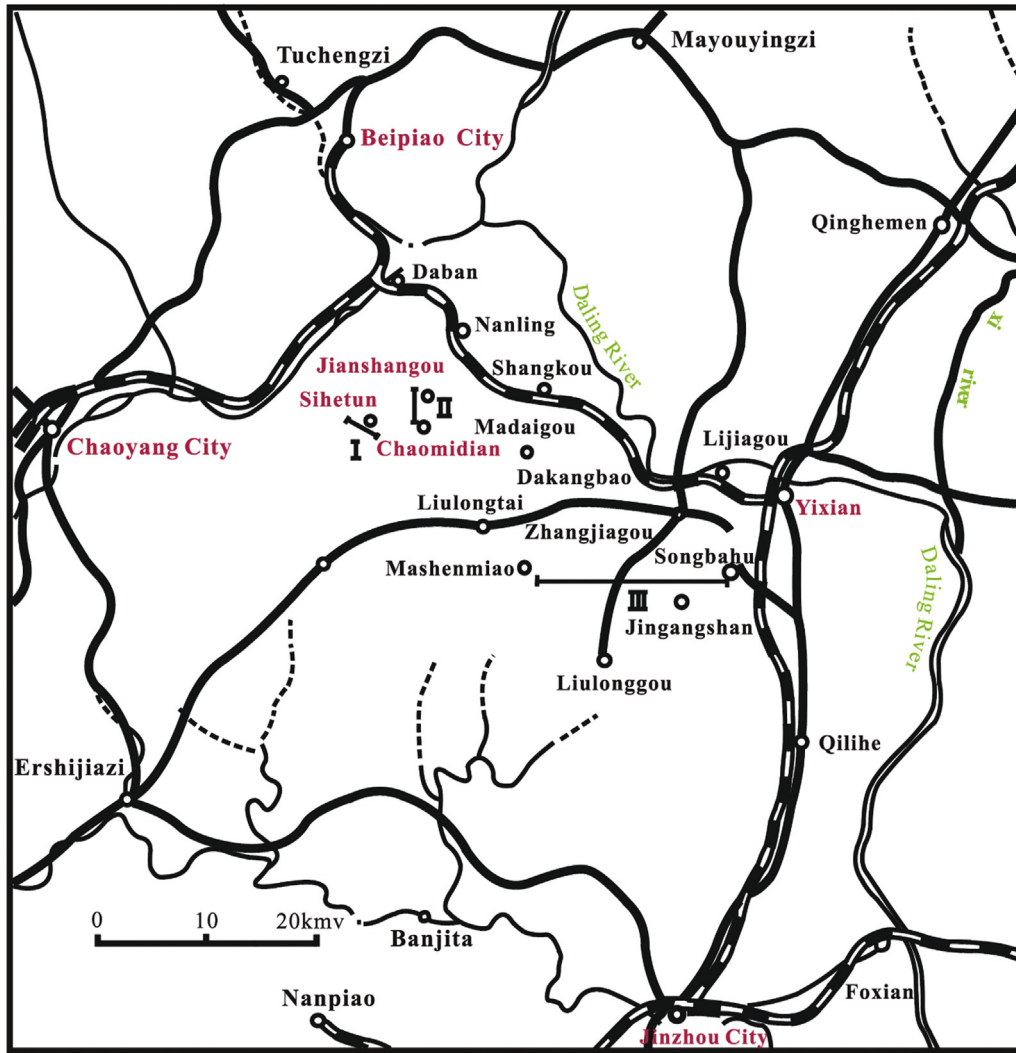 Mayouyingzi
Tuchengzi
Beipiao City
Qinghemen
Daban
Daling River
Nanling
xi
river
Jianshangou
Shangkou
Sihetun
II
Chaoyang City
I
Chaomidian
Madaigou
Lijiagou
Dakangbao
Liulongtai
Yixian
Zhangjiagou
Songbahu
Mashenmiao
Daling River
III
Jingangshan
Liulonggou
Qilihe
Ershijiazi
0 10 20kmv
Banjita
Nanpiao
Foxian
Jinzhou City